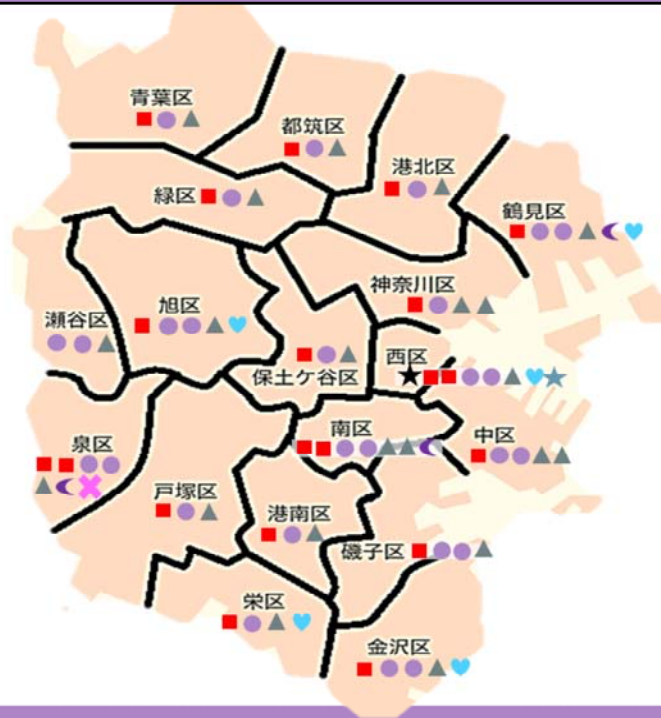 青葉区
都筑区
港北区
緑区
鶴見区
神奈川区
旭区
瀬谷区
西区
保土ケ谷区
南区
中区
泉区
戸塚区
港南区
磯子区
栄区
金沢区